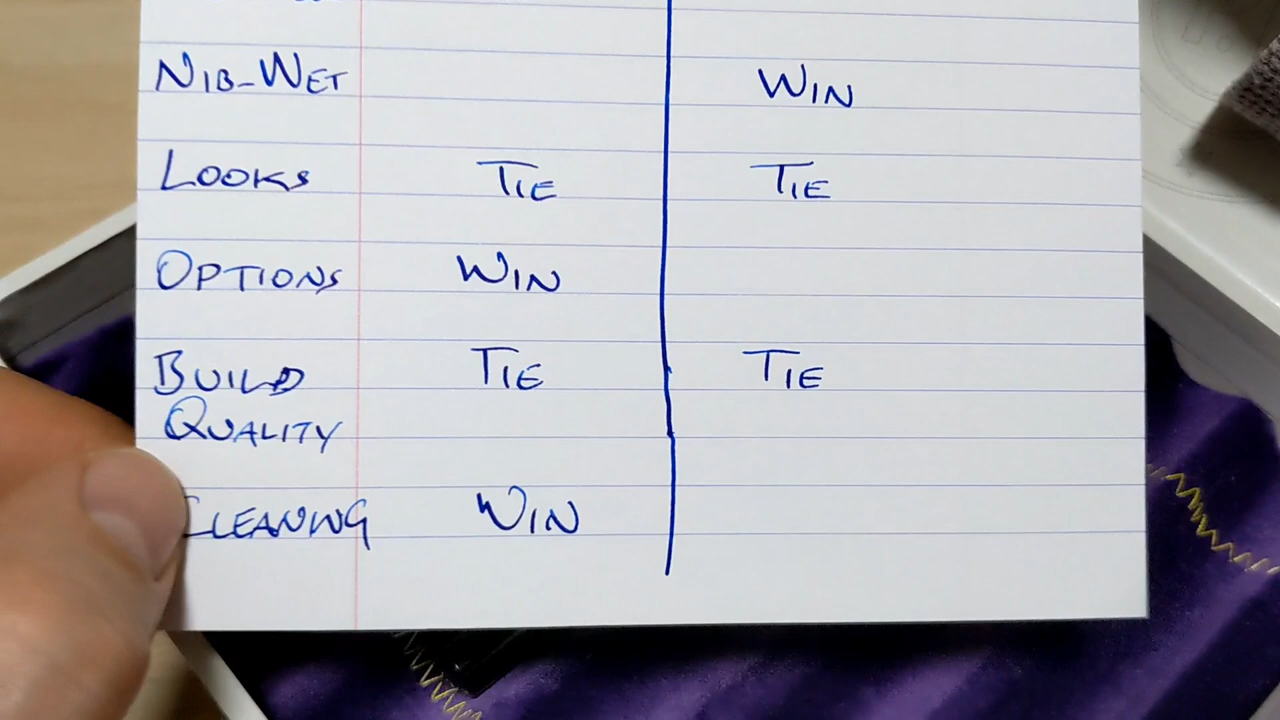 NIB-WET WIN
LOOKS TIE TIE
OPTIONS WIN
BUILD TIE TIE
QUALITY
CLEANING WIN